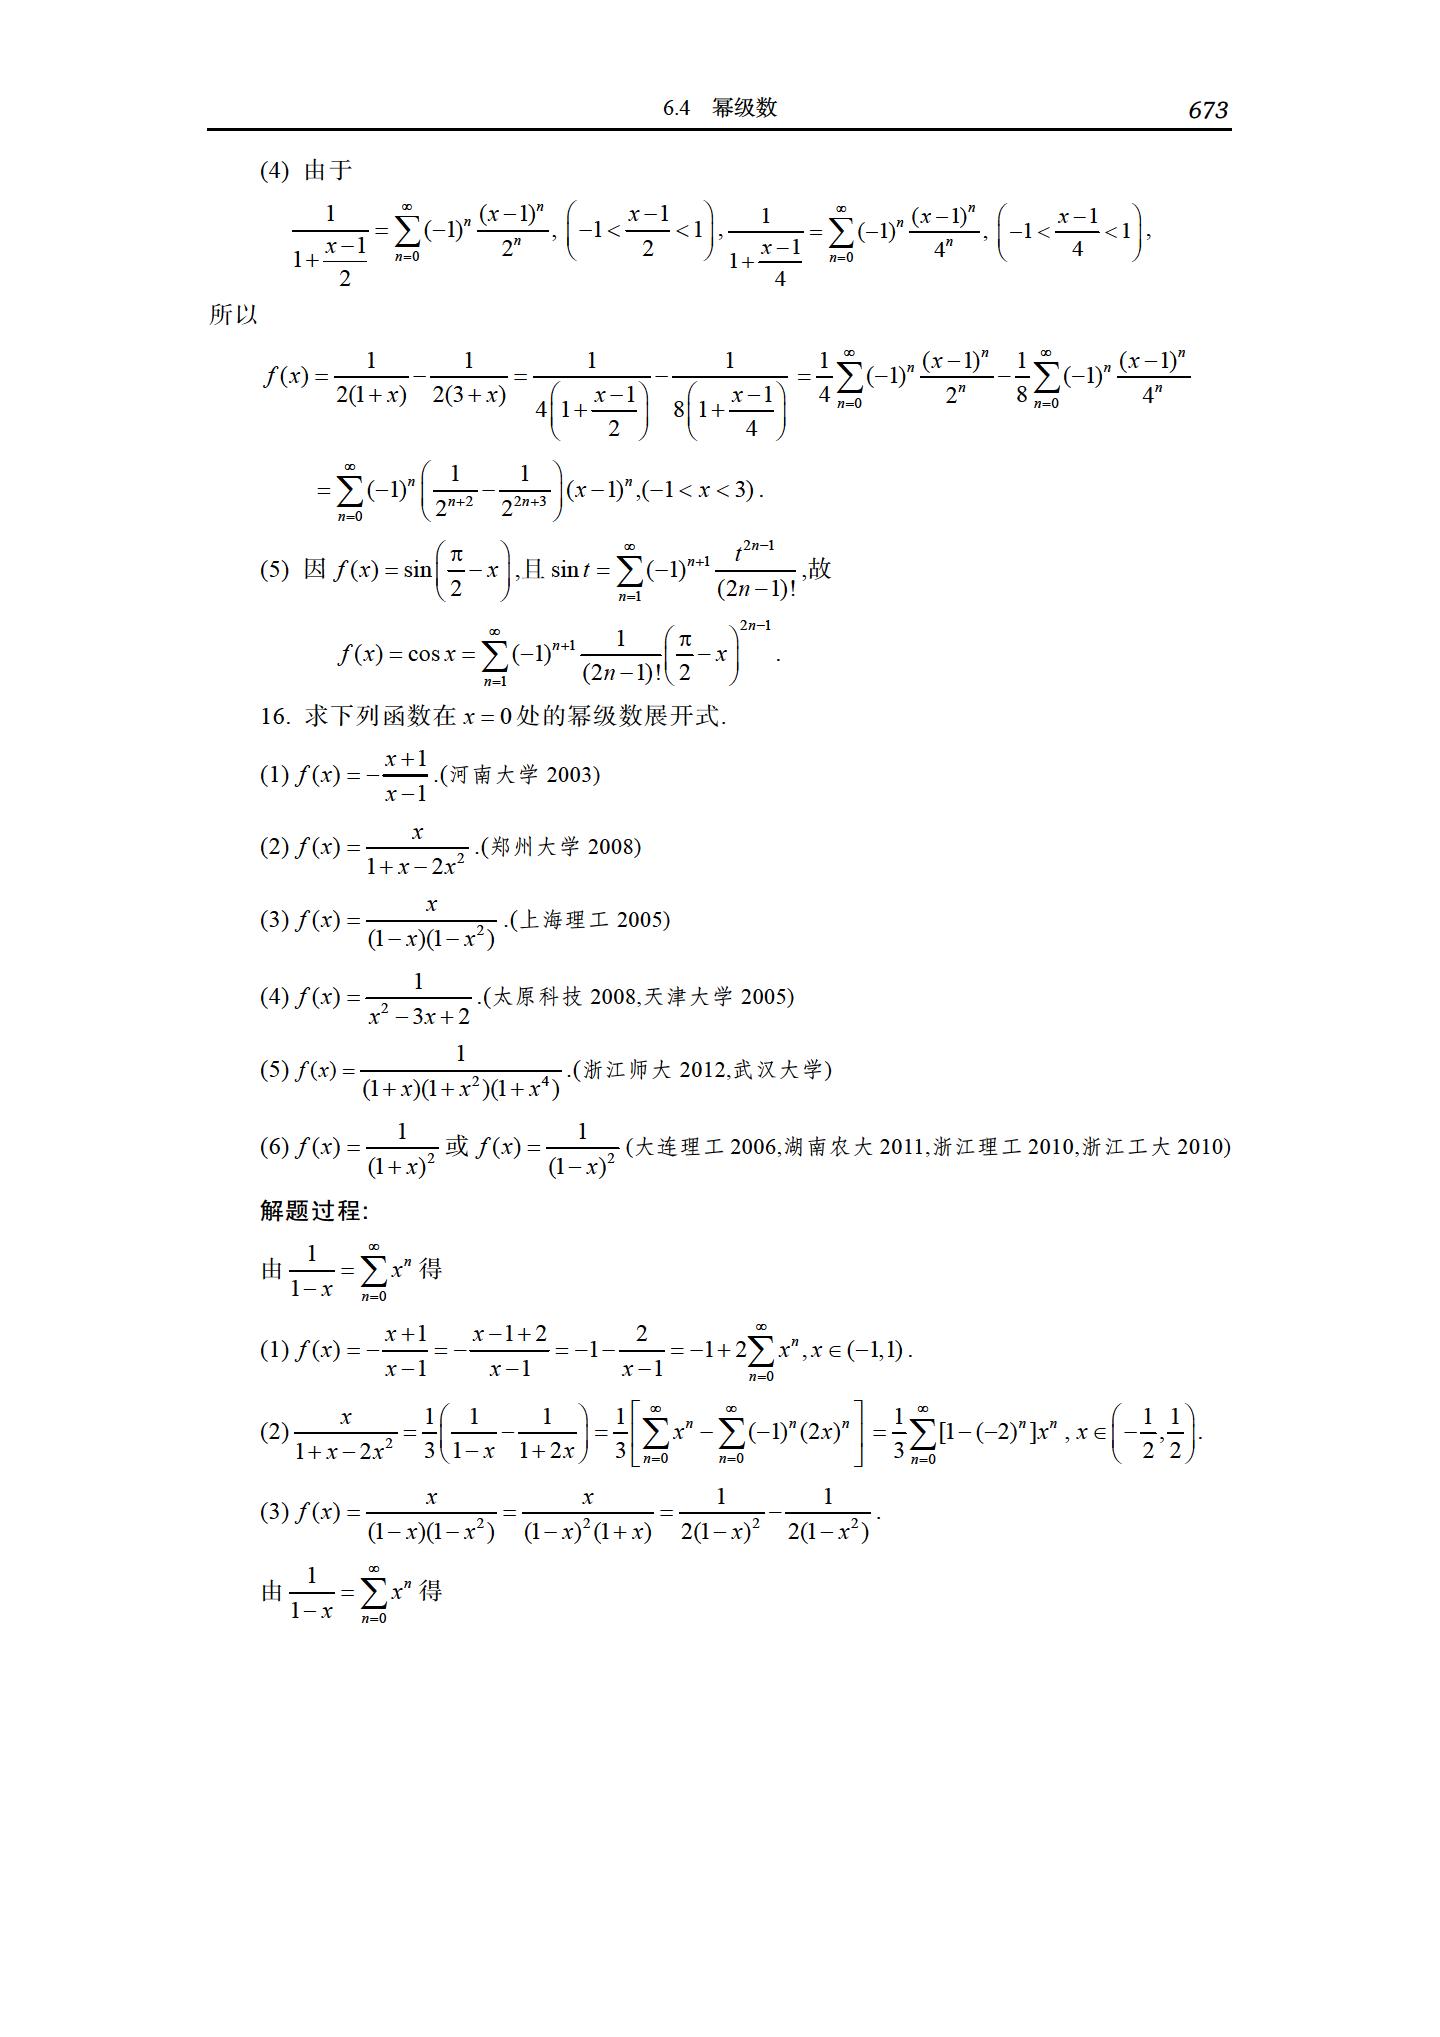 6.4 幂级数 673
(4) 由于
$\frac{1}{1+\frac{x-1}{2}}=\sum_{n=0}^{\infty}(-1)^n\frac{(x-1)^n}{2^n},\left(-1<\frac{x-1}{2}<1\right),\frac{1}{1+\frac{x-1}{4}}=\sum_{n=0}^{\infty}(-1)^n\frac{(x-1)^n}{4^n},\left(-1<\frac{x-1}{4}<1\right),$
所以
$f(x)=\frac{1}{2(1+x)}-\frac{1}{2(3+x)}=\frac{1}{4\left(1+\frac{x-1}{2}\right)}-\frac{1}{8\left(1+\frac{x-1}{4}\right)}=\frac{1}{4}\sum_{n=0}^{\infty}(-1)^n\frac{(x-1)^n}{2^n}-\frac{1}{8}\sum_{n=0}^{\infty}(-1)^n\frac{(x-1)^n}{4^n}$
$=\sum_{n=0}^{\infty}(-1)^n\left(\frac{1}{2^{n+2}}-\frac{1}{2^{2n+3}}\right)(x-1)^n,(-1<x<3).$
(5) 因 $f(x)=\sin\left(\frac{\pi}{2}-x\right)$,且 $\sin t=\sum_{n=1}^{\infty}(-1)^{n+1}\frac{t^{2n-1}}{(2n-1)!}$,故
$f(x)=\cos x=\sum_{n=1}^{\infty}(-1)^{n+1}\frac{1}{(2n-1)!}\left(\frac{\pi}{2}-x\right)^{2n-1}.$
16. 求下列函数在 $x=0$ 处的幂级数展开式.
(1) $f(x)=-\frac{x+1}{x-1}$.(河南大学 2003)
(2) $f(x)=\frac{x}{1+x-2x^2}$.(郑州大学 2008)
(3) $f(x)=\frac{x}{(1-x)(1-x^2)}$.(上海理工 2005)
(4) $f(x)=\frac{1}{x^2-3x+2}$.(太原科技 2008,天津大学 2005)
(5) $f(x)=\frac{1}{(1+x)(1+x^2)(1+x^4)}$.(浙江师大 2012,武汉大学)
(6) $f(x)=\frac{1}{(1+x)^2}$ 或 $f(x)=\frac{1}{(1-x)^2}$ (大连理工 2006,湖南农大 2011,浙江理工 2010,浙江工大 2010)
解题过程:
由 $\frac{1}{1-x}=\sum_{n=0}^{\infty}x^n$ 得
(1) $f(x)=-\frac{x+1}{x-1}=-\frac{x-1+2}{x-1}=-1-\frac{2}{x-1}=-1+2\sum_{n=0}^{\infty}x^n,x\in(-1,1).$
(2) $\frac{x}{1+x-2x^2}=\frac{1}{3}\left(\frac{1}{1-x}-\frac{1}{1+2x}\right)=\frac{1}{3}\left[\sum_{n=0}^{\infty}x^n-\sum_{n=0}^{\infty}(-1)^n(2x)^n\right]=\frac{1}{3}\sum_{n=0}^{\infty}[1-(-2)^n]x^n,x\in\left(-\frac{1}{2},\frac{1}{2}\right).$
(3) $f(x)=\frac{x}{(1-x)(1-x^2)}=\frac{x}{(1-x)^2(1+x)}=\frac{1}{2(1-x)^2}-\frac{1}{2(1-x^2)}.$
由 $\frac{1}{1-x}=\sum_{n=0}^{\infty}x^n$ 得